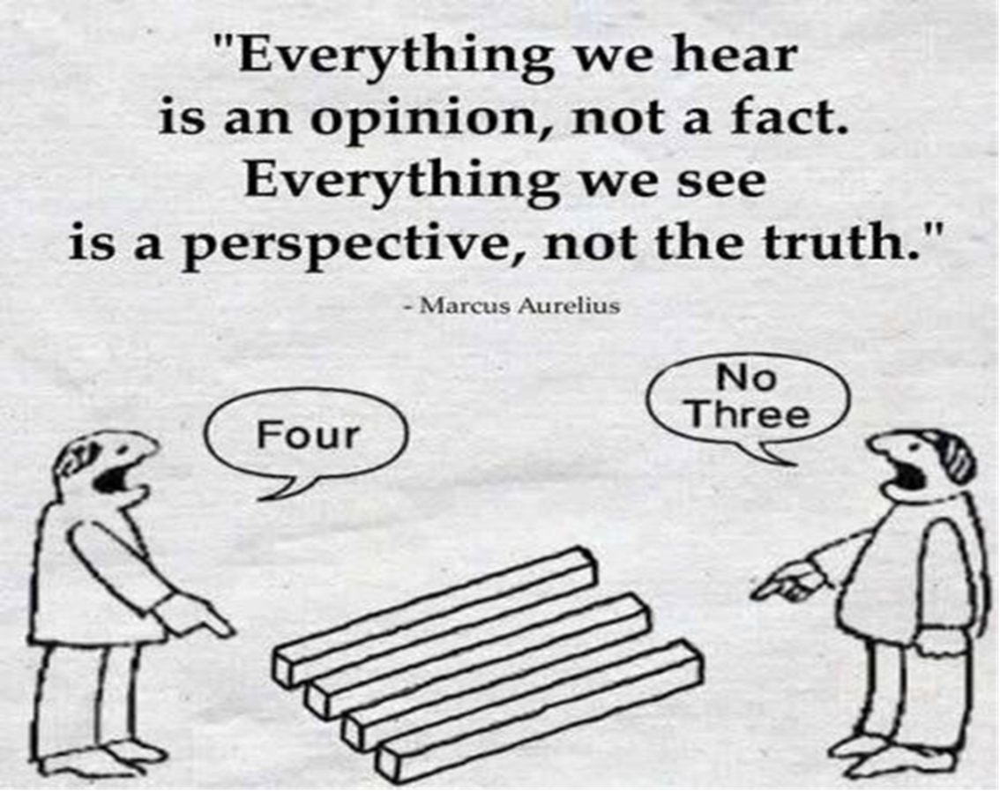 "Everything we hear
is an opinion, not a fact.
Everything we see
is a perspective, not the truth."
- Marcus Aurelius
Four
No
Three